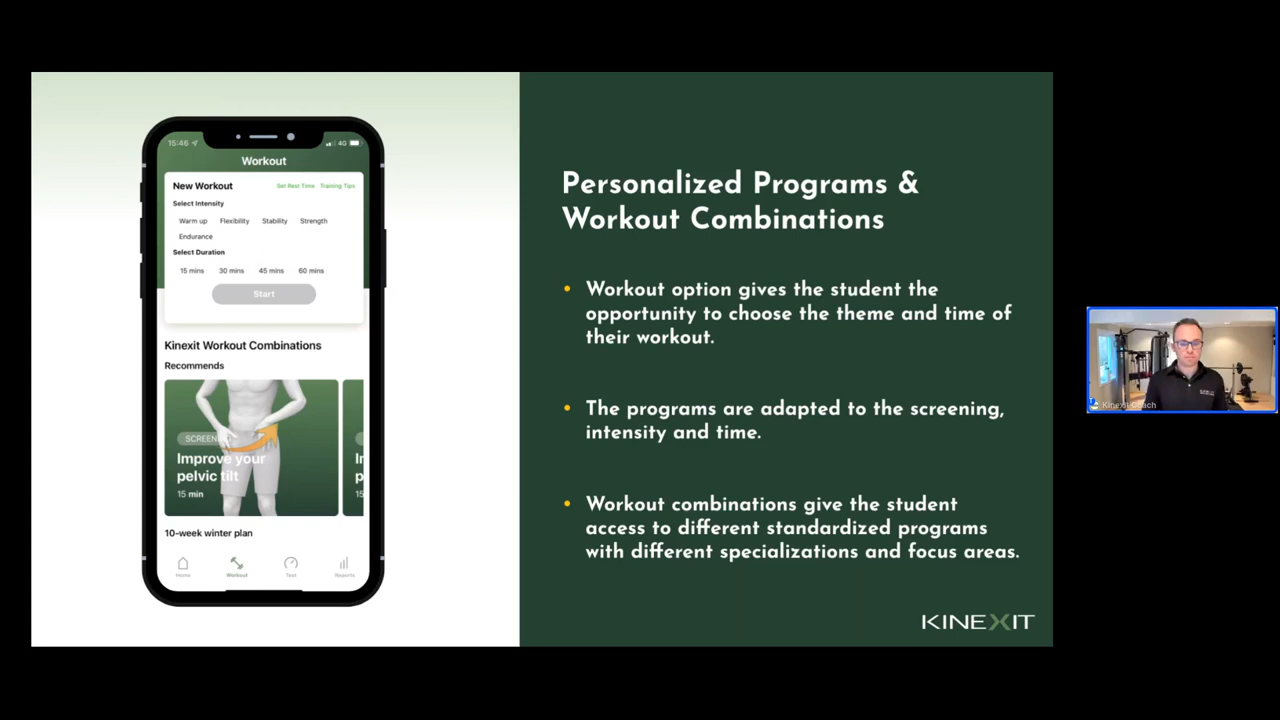 15:46
4G
Workout
New Workout
Set Rest Time Training Tips
Select Intensity
Warm up Flexibility Stability Strength
Endurance
Select Duration
15 mins 30 mins 45 mins 60 mins
Start
Kinexit Workout Combinations
Recommends
SCREEN
Improve your
pelvic tilt
15 min
10-week winter plan
Home Workout Test Reports
Personalized Programs &
Workout Combinations
• Workout option gives the student the
opportunity to choose the theme and time of
their workout.
• The programs are adapted to the screening,
intensity and time.
• Workout combinations give the student
access to different standardized programs
with different specializations and focus areas.
KINEXIT
Kinexit Coach